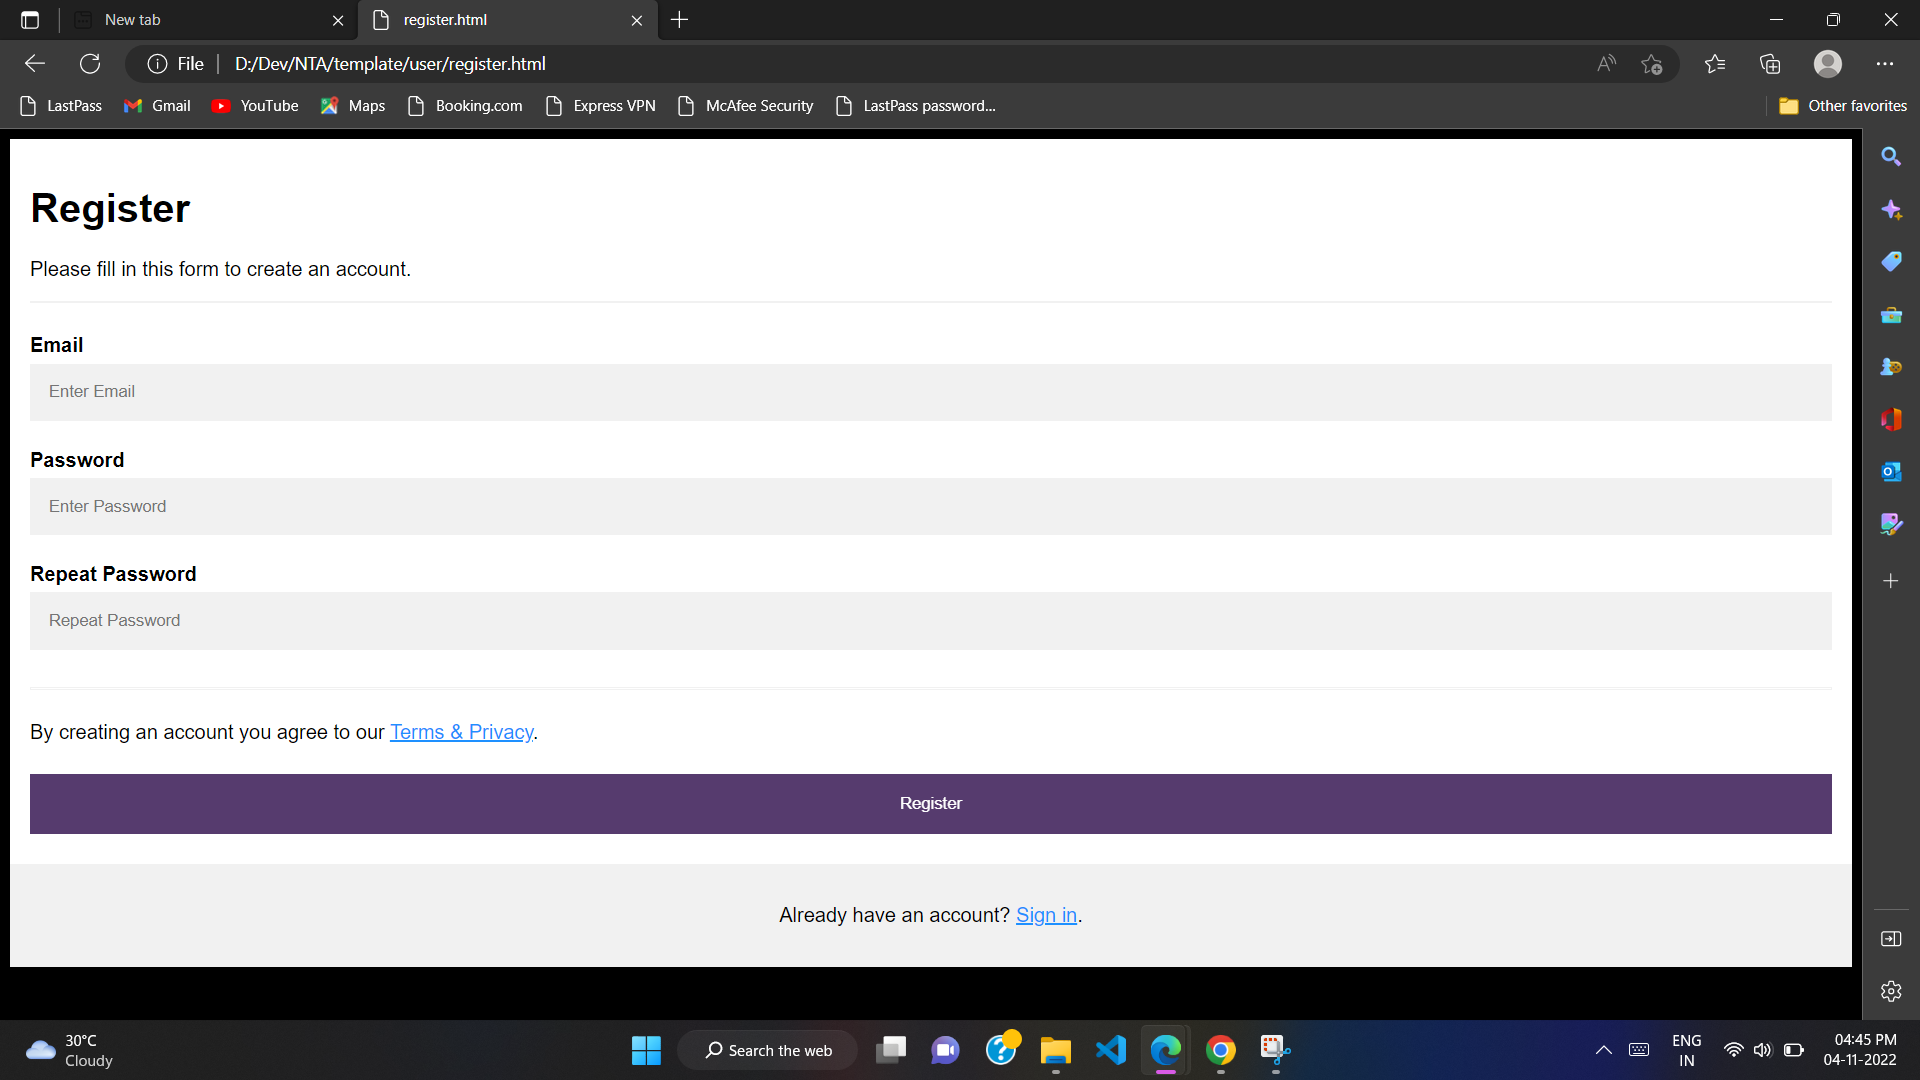 New tab
register.html
File
D:/Dev/NTA/template/user/register.html
LastPass
Gmail
YouTube
Maps
Booking.com
Express VPN
McAfee Security
LastPass password...
Other favorites
Register
Please fill in this form to create an account.
Email
Enter Email
Password
Enter Password
Repeat Password
Repeat Password
By creating an account you agree to our Terms & Privacy.
Register
Already have an account? Sign in.
30°C
Cloudy
Search the web
ENG
IN
04:45 PM
04-11-2022